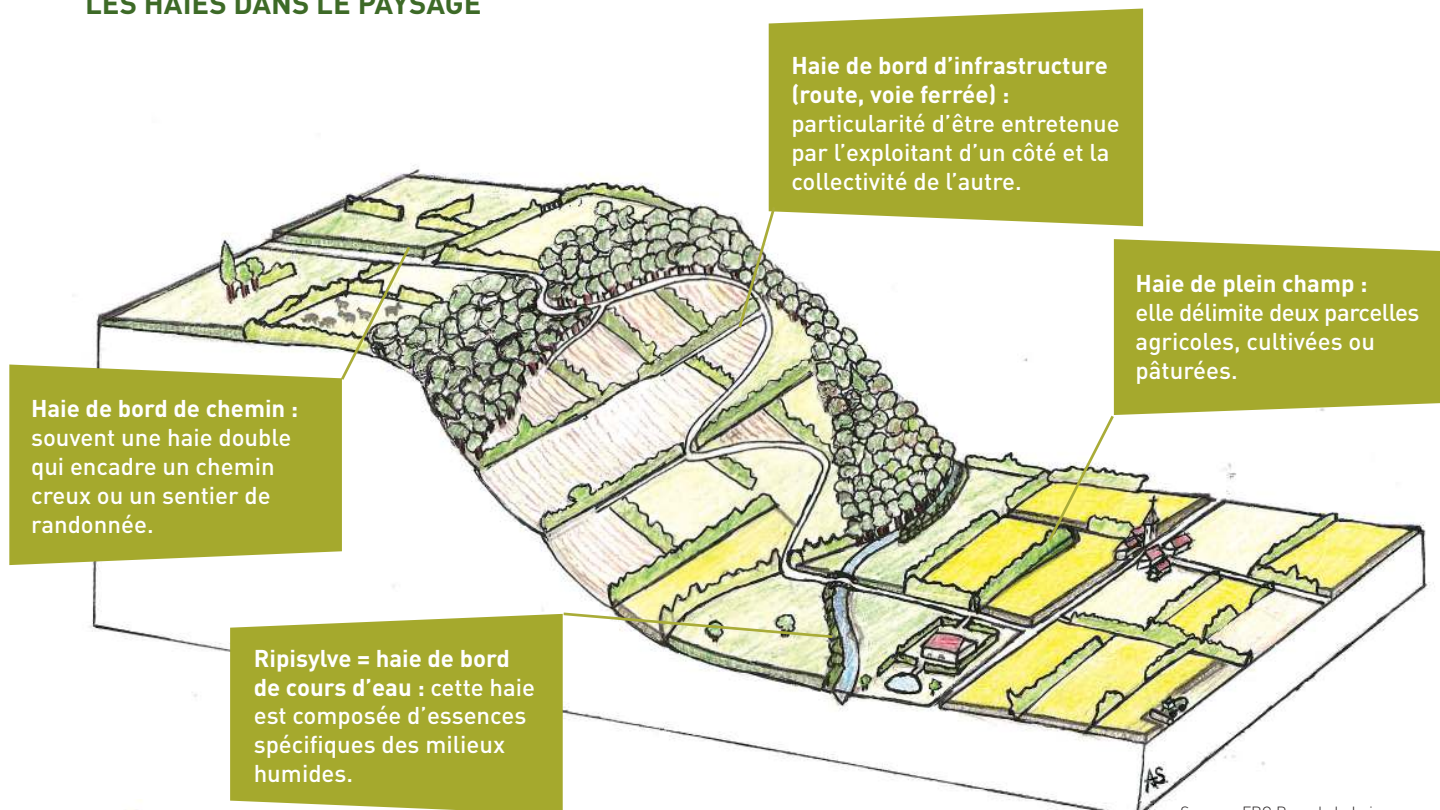 LES HAIES DANS LE PAYSAGE
Haie de bord d’infrastructure
(route, voie ferrée) :
particularité d’être entretenue
par l’exploitant d’un côté et la
collectivité de l’autre.
Haie de plein champ :
elle délimite deux parcelles
agricoles, cultivées ou
pâturées.
Haie de bord de chemin :
souvent une haie double
qui encadre un chemin
creux ou un sentier de
randonnée.
Ripisylve = haie de bord
de cours d’eau : cette haie
est composée d’essences
spécifiques des milieux
humides.
AS